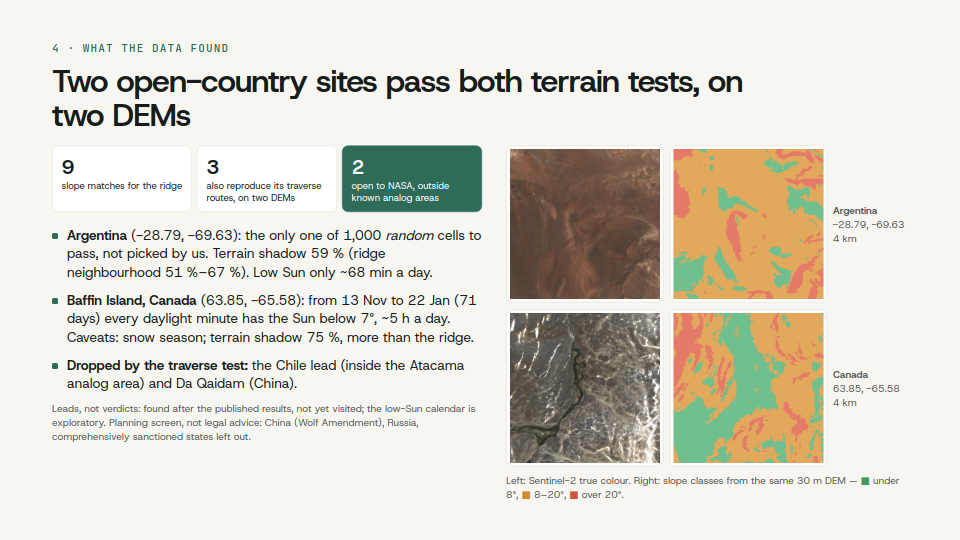 4 · WHAT THE DATA FOUND
Two open–country sites pass both terrain tests, on
two DEMs
9
slope matches for the ridge
3
also reproduce its traverse
routes, on two DEMs
2
open to NASA, outside
known analog areas
Argentina (−28.79, −69.63): the only one of 1,000 random cells to
pass, not picked by us. Terrain shadow 59 % (ridge
neighbourhood 51 %–67 %). Low Sun only ~68 min a day.
Baffin Island, Canada (63.85, −65.58): from 13 Nov to 22 Jan (71
days) every daylight minute has the Sun below 7°, ~5 h a day.
Caveats: snow season; terrain shadow 75 %, more than the ridge.
Dropped by the traverse test: the Chile lead (inside the Atacama
analog area) and Da Qaidam (China).
Leads, not verdicts: found after the published results, not yet visited; the low–Sun calendar is
exploratory. Planning screen, not legal advice: China (Wolf Amendment), Russia,
comprehensively sanctioned states left out.
Argentina
−28.79, −69.63
4 km
Canada
63.85, −65.58
4 km
Left: Sentinel–2 true colour. Right: slope classes from the same 30 m DEM — ■ under
8°, ■ 8–20°, ■ over 20°.